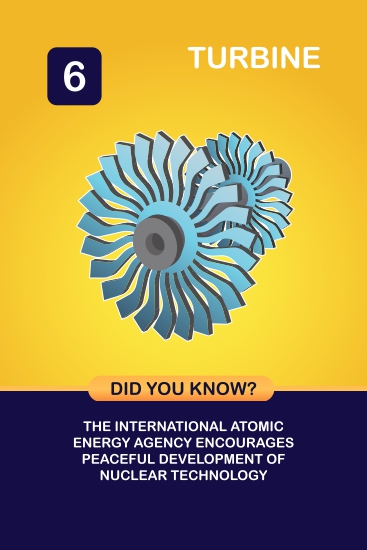 6
TURBINE
DID YOU KNOW?
THE INTERNATIONAL ATOMIC
ENERGY AGENCY ENCOURAGES
PEACEFUL DEVELOPMENT OF
NUCLEAR TECHNOLOGY